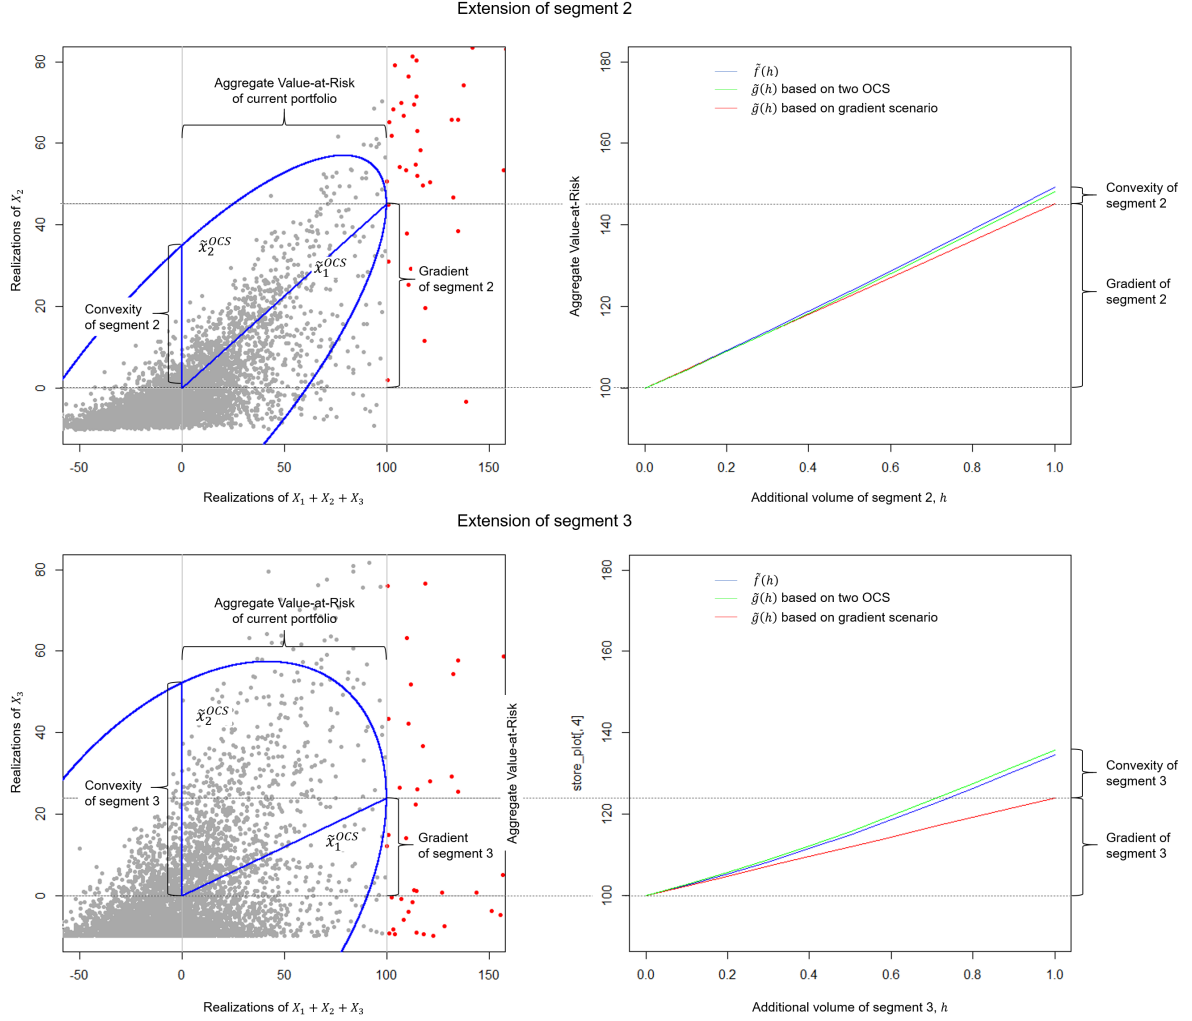 Extension of segment 2
80
60
40
20
0
-50
0
50
100
150
Realizations of X₂
Realizations of X₁ + X₂ + X₃
Aggregate Value-at-Risk
of current portfolio
x̃₂ᴼᶜˢ
x̃₁ᴼᶜˢ
Convexity
of segment 2
Gradient
of segment 2
180
160
140
120
100
0.0
0.2
0.4
0.6
0.8
1.0
Aggregate Value-at-Risk
Additional volume of segment 2, h
f̃(h)
g̃(h) based on two OCS
g̃(h) based on gradient scenario
Convexity of
segment 2
Gradient of
segment 2
Extension of segment 3
80
60
40
20
0
-50
0
50
100
150
Realizations of X₃
Realizations of X₁ + X₂ + X₃
Aggregate Value-at-Risk
of current portfolio
x̃₂ᴼᶜˢ
x̃₁ᴼᶜˢ
Convexity
of segment 3
Gradient
of segment 3
Aggregate Value-at-Risk
store_plot[, 4]
180
160
140
120
100
0.0
0.2
0.4
0.6
0.8
1.0
Additional volume of segment 3, h
f̃(h)
g̃(h) based on two OCS
g̃(h) based on gradient scenario
Convexity of
segment 3
Gradient of
segment 3